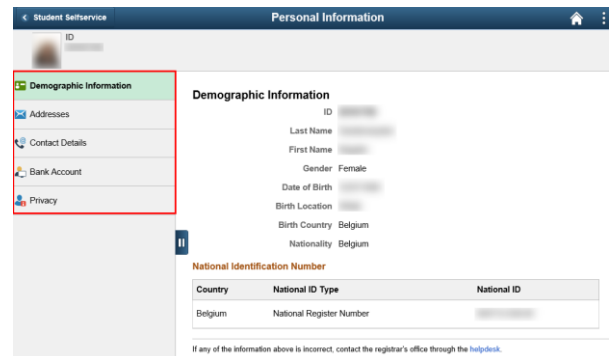 Student Selfservice
Personal Information
ID
Demographic Information
Addresses
Contact Details
Bank Account
Privacy
Demographic Information
ID
Last Name
First Name
Gender Female
Date of Birth
Birth Location
Birth Country Belgium
Nationality Belgium
National Identification Number
Country National ID Type National ID
Belgium National Register Number
If any of the information above is incorrect, contact the registrar's office through the helpdesk.